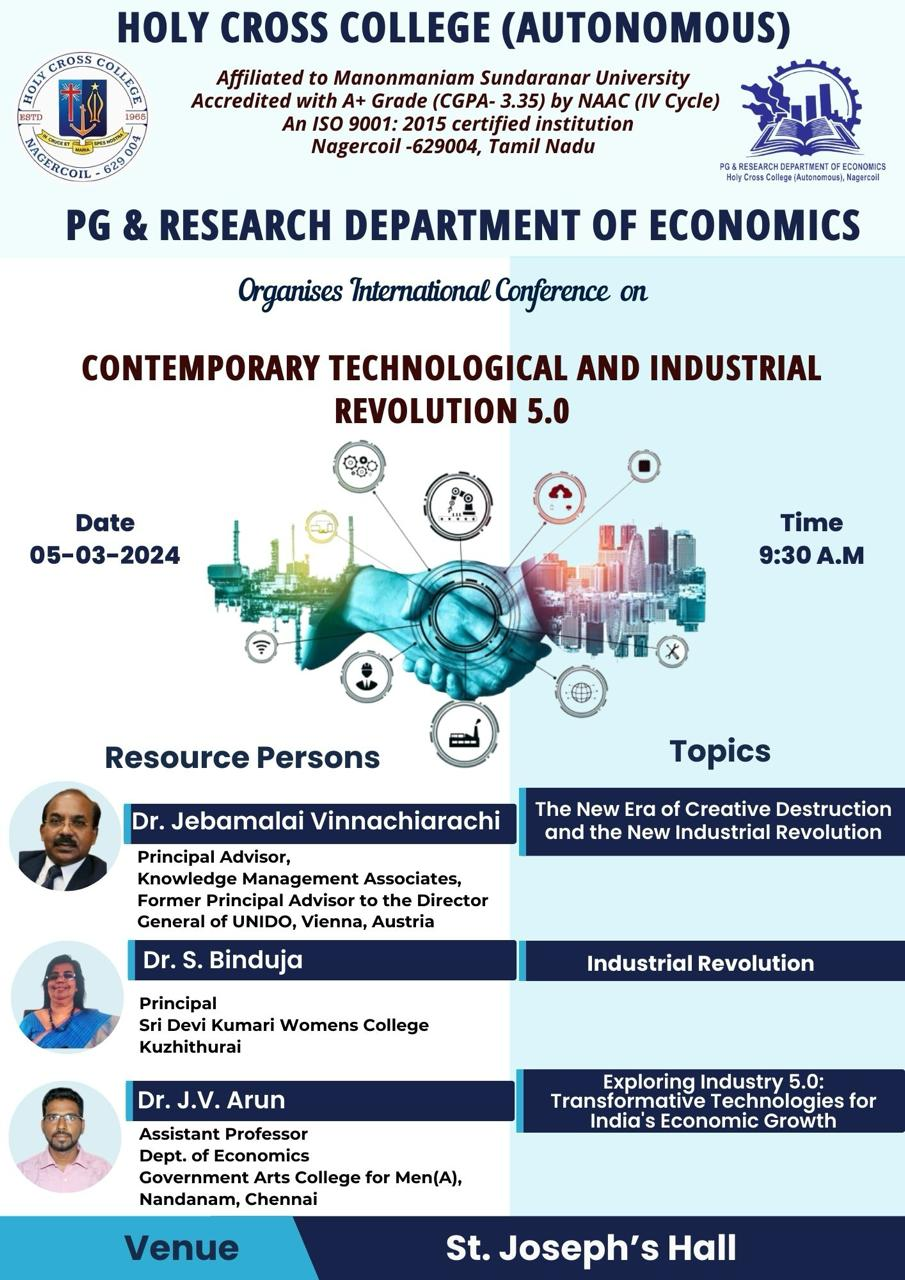 HOLY CROSS COLLEGE (AUTONOMOUS)
Affiliated to Manonmaniam Sundaranar University
Accredited with A+ Grade (CGPA- 3.35) by NAAC (IV Cycle)
An ISO 9001: 2015 certified institution
Nagercoil -629004, Tamil Nadu
HOLY CROSS COLLEGE
ESTD 1965
IN CRUCE ET SPES NOSTRA
MARIA
NAGERCOIL - 629 004
PG & RESEARCH DEPARTMENT OF ECONOMICS
Holy Cross College (Autonomous), Nagercoil
PG & RESEARCH DEPARTMENT OF ECONOMICS
Organises International Conference on
CONTEMPORARY TECHNOLOGICAL AND INDUSTRIAL
REVOLUTION 5.0
Date
05-03-2024
Time
9:30 A.M
Resource Persons
Topics
Dr. Jebamalai Vinnachiarachi
Principal Advisor,
Knowledge Management Associates,
Former Principal Advisor to the Director
General of UNIDO, Vienna, Austria
The New Era of Creative Destruction
and the New Industrial Revolution
Dr. S. Binduja
Principal
Sri Devi Kumari Womens College
Kuzhithurai
Industrial Revolution
Dr. J.V. Arun
Assistant Professor
Dept. of Economics
Government Arts College for Men(A),
Nandanam, Chennai
Exploring Industry 5.0:
Transformative Technologies for
India's Economic Growth
Venue
St. Joseph’s Hall